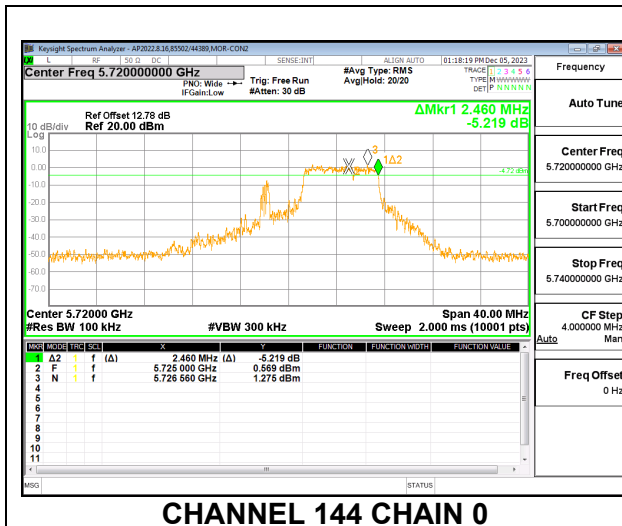 Keysight Spectrum Analyzer - AP2022.8.16,85502/44389,MOR-CON2
LXI L RF 50 Ω DC SENSE:INT ALIGN AUTO 01:18:19 PM Dec 05, 2023
Center Freq 5.720000000 GHz
PNO: Wide
IFGain:Low
Trig: Free Run
#Atten: 30 dB
#Avg Type: RMS
Avg|Hold: 20/20
TRACE 1 2 3 4 5 6
TYPE M WWWWW
DET P N N N N N
Frequency
Auto Tune
Ref Offset 12.78 dB
10 dB/div Ref 20.00 dBm
Log
ΔMkr1 2.460 MHz
-5.219 dB
10.0
0.00
-10.0
-20.0
-30.0
-40.0
-50.0
-60.0
-70.0
3
1Δ2
-4.72 dBm
Center Freq
5.720000000 GHz
Start Freq
5.700000000 GHz
Stop Freq
5.740000000 GHz
CF Step
4.000000 MHz
Auto Man
Freq Offset
0 Hz
Center 5.72000 GHz Span 40.00 MHz
#Res BW 100 kHz #VBW 300 kHz Sweep 2.000 ms (10001 pts)
MKR MODE TRC SCL X Y FUNCTION FUNCTION WIDTH FUNCTION VALUE
1 Δ2 1 f (Δ) 2.460 MHz (Δ) -5.219 dB
2 F 1 f 5.725 000 GHz 0.569 dBm
3 N 1 f 5.726 560 GHz 1.275 dBm
4
5
6
7
8
9
10
11
MSG STATUS
CHANNEL 144 CHAIN 0